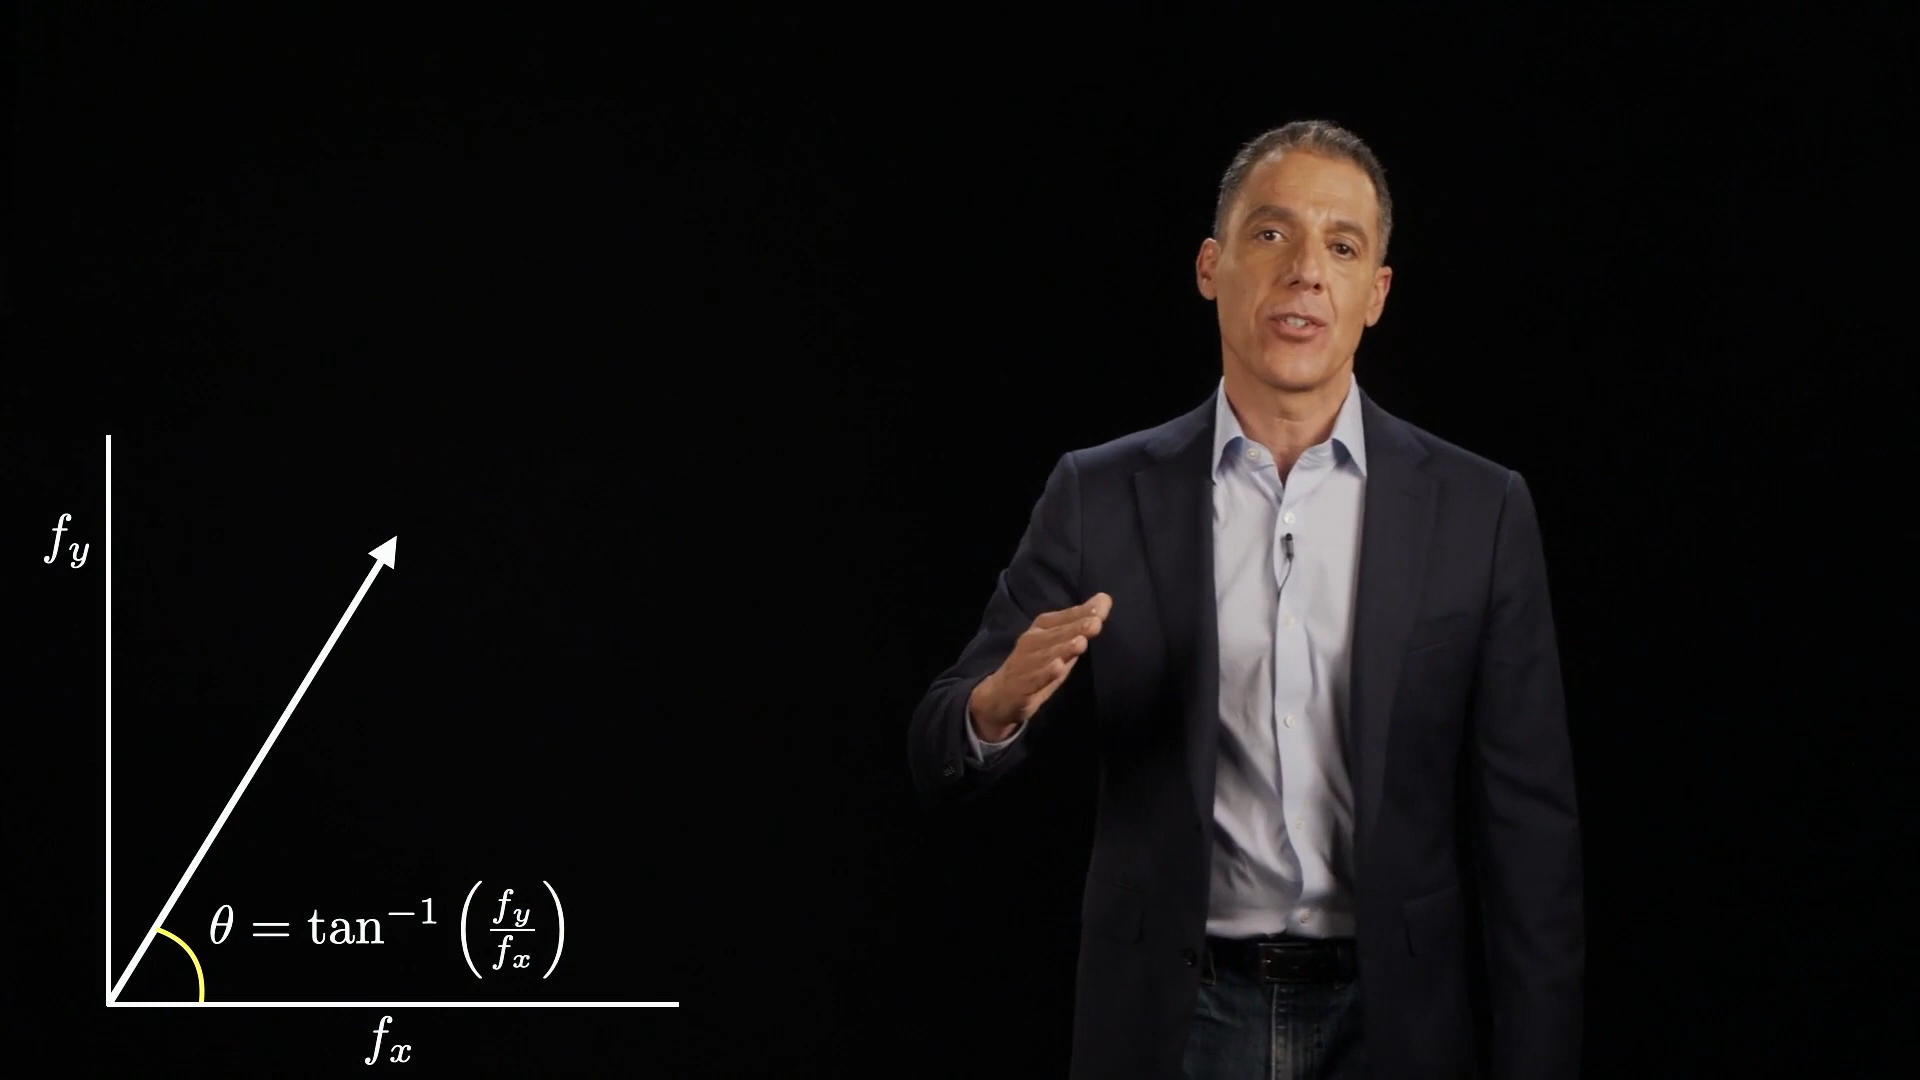 f_y
θ = tan⁻¹ (f_y / f_x)
f_x